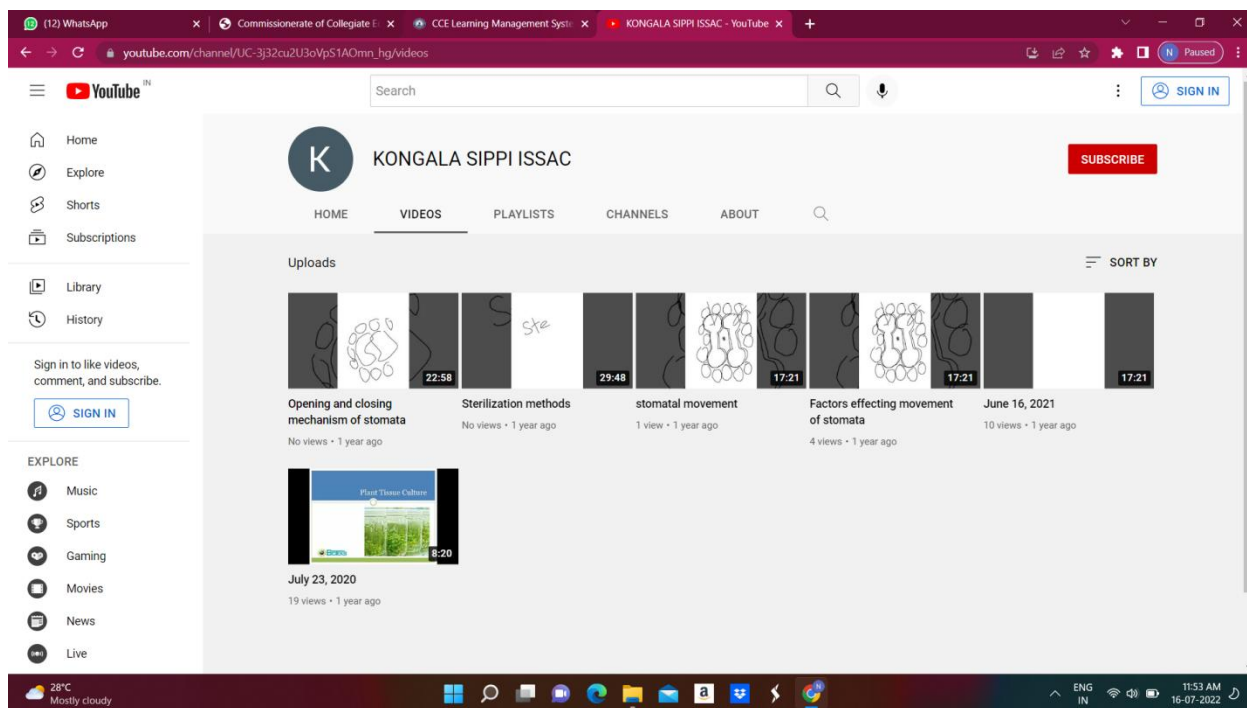 (12) WhatsApp
Commissionerate of Collegiate E
CCE Learning Management Syste
KONGALA SIPPI ISSAC - YouTube
youtube.com/channel/UC-3j32cu2U3oVpS1AOmn_hg/videos
N Paused
YouTube IN
Search
SIGN IN
Home
Explore
Shorts
Subscriptions
Library
History
Sign in to like videos,
comment, and subscribe.
SIGN IN
EXPLORE
Music
Sports
Gaming
Movies
News
Live
K
KONGALA SIPPI ISSAC
SUBSCRIBE
HOME VIDEOS PLAYLISTS CHANNELS ABOUT
Uploads
SORT BY
22:58
Opening and closing
mechanism of stomata
No views • 1 year ago
S
ste
29:48
Sterilization methods
No views • 1 year ago
17:21
stomatal movement
1 view • 1 year ago
17:21
Factors effecting movement
of stomata
4 views • 1 year ago
17:21
June 16, 2021
10 views • 1 year ago
Plant Tissue Culture
8:20
July 23, 2020
19 views • 1 year ago
28°C
Mostly cloudy
a
N
ENG
IN
11:53 AM
16-07-2022